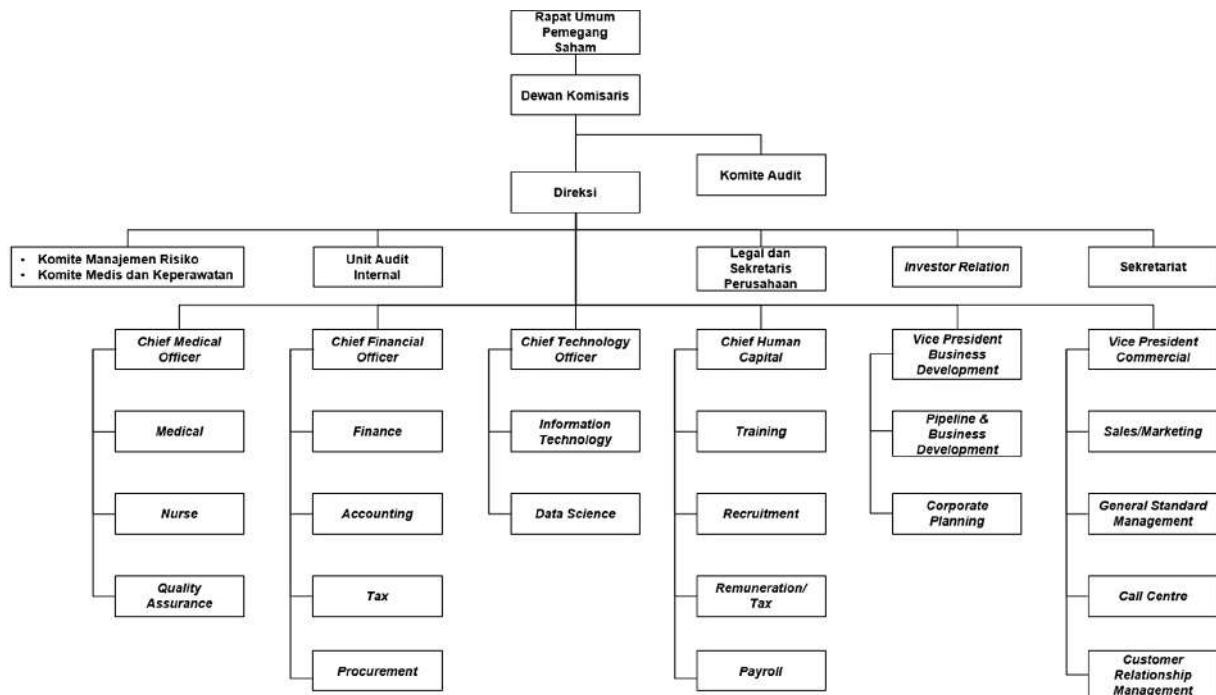 Rapat Umum
Pemegang
Saham
Dewan Komisaris
Komite Audit
Direksi
• Komite Manajemen Risiko
• Komite Medis dan Keperawatan
Unit Audit
Internal
Legal dan
Sekretaris
Perusahaan
Investor Relation
Sekretariat
Chief Medical
Officer
Chief Financial
Officer
Chief Technology
Officer
Chief Human
Capital
Vice President
Business
Development
Vice President
Commercial
Medical
Finance
Information
Technology
Training
Pipeline &
Business
Development
Sales/Marketing
Nurse
Accounting
Data Science
Recruitment
Corporate
Planning
General Standard
Management
Quality
Assurance
Tax
Remuneration/
Tax
Call Centre
Procurement
Payroll
Customer
Relationship
Management